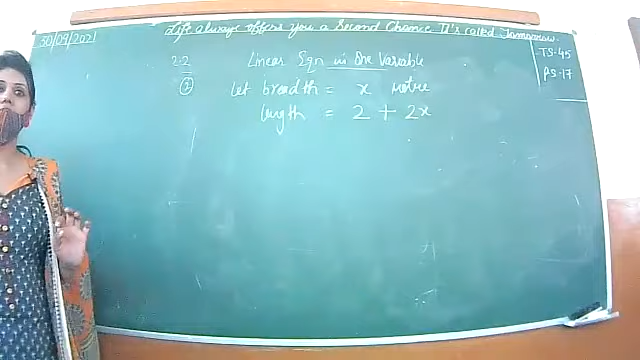 Life always offers you a Second Chance It's called Tomorrow.
30/09/2021
TS-45
PS-17
2.2 Linear Eqn in One Variable
② Let breadth = x metre
length = 2 + 2x